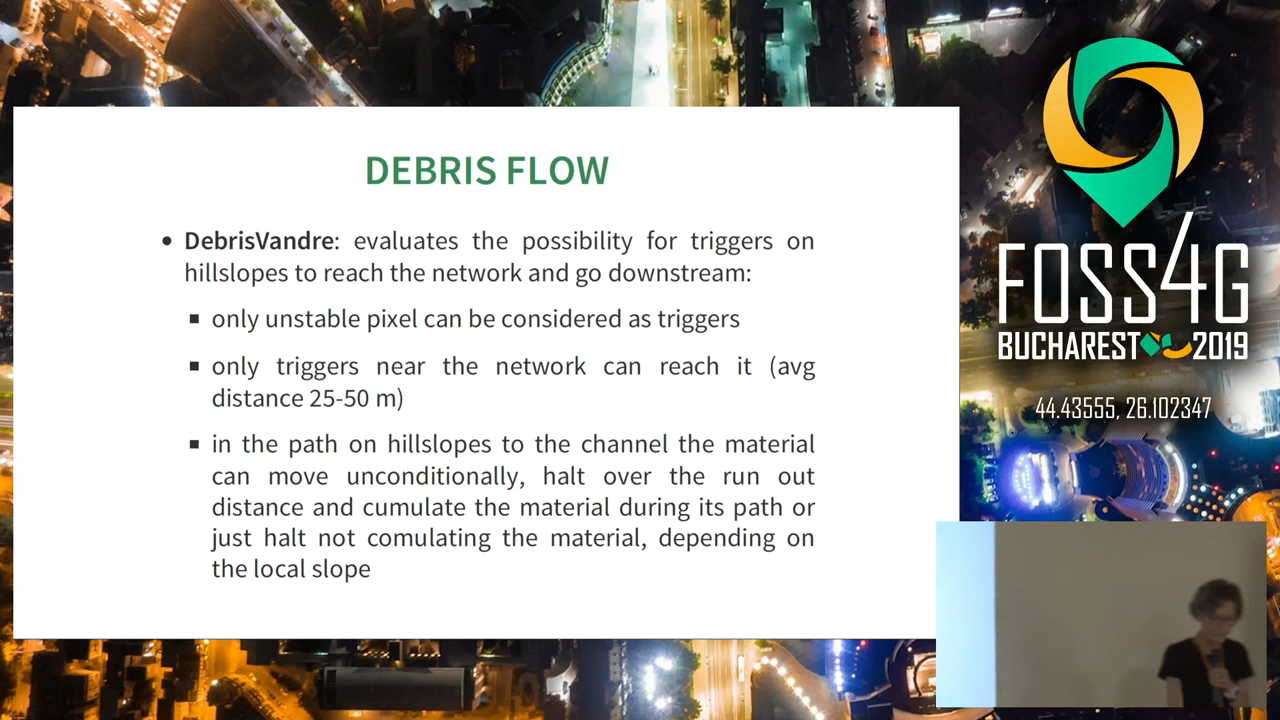 DEBRIS FLOW
• DebrisVandre: evaluates the possibility for triggers on
hillslopes to reach the network and go downstream:
▪ only unstable pixel can be considered as triggers
▪ only triggers near the network can reach it (avg
distance 25-50 m)
▪ in the path on hillslopes to the channel the material
can move unconditionally, halt over the run out
distance and cumulate the material during its path or
just halt not comulating the material, depending on
the local slope
FOSS4G
BUCHAREST 2019
44.43555, 26.102347